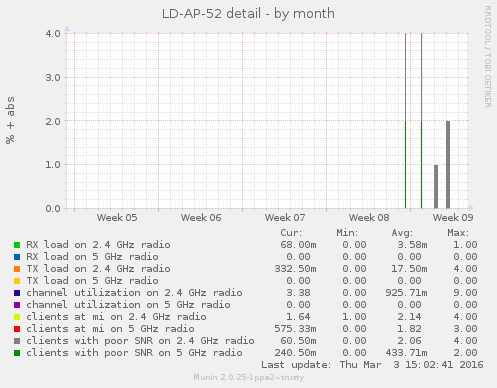 LD-AP-52 detail - by month
RRDTOOL / TOBI OETIKER
% + abs
4.0
3.0
2.0
1.0
0.0
Week 05 Week 06 Week 07 Week 08 Week 09
Cur: Min: Avg: Max:
RX load on 2.4 GHz radio 68.00m 0.00 3.58m 1.00
RX load on 5 GHz radio 0.00 0.00 0.00 0.00
TX load on 2.4 GHz radio 332.50m 0.00 17.50m 4.00
TX load on 5 GHz radio 0.00 0.00 0.00 0.00
channel utilization on 2.4 GHz radio 3.38 0.00 925.71m 9.00
channel utilization on 5 GHz radio 0.00 0.00 0.00 0.00
clients at mi on 2.4 GHz radio 1.64 1.00 2.14 4.00
clients at mi on 5 GHz radio 575.33m 0.00 1.82 3.00
clients with poor SNR on 2.4 GHz radio 60.50m 0.00 2.06 4.00
clients with poor SNR on 5 GHz radio 240.50m 0.00 433.71m 2.00
Last update: Thu Mar 3 15:02:41 2016
Munin 2.0.25-1ppa2~trusty